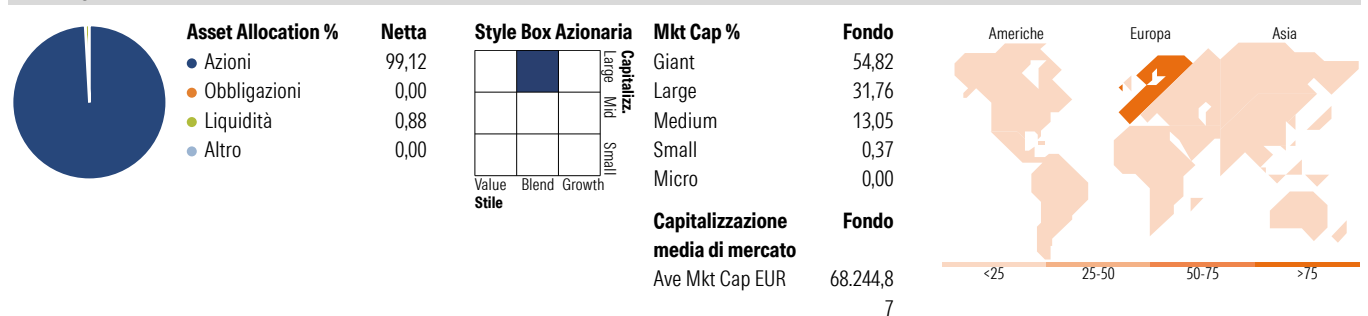 Asset Allocation % Netta
Azioni 99,12
Obbligazioni 0,00
Liquidità 0,88
Altro 0,00
Style Box Azionaria
Capitalizz.
Large Mid Small
Value Blend Growth
Stile
Mkt Cap % Fondo
Giant 54,82
Large 31,76
Medium 13,05
Small 0,37
Micro 0,00
Capitalizzazione Fondo
media di mercato
Ave Mkt Cap EUR 68.244,8
7
Americhe Europa Asia
<25 25-50 50-75 >75